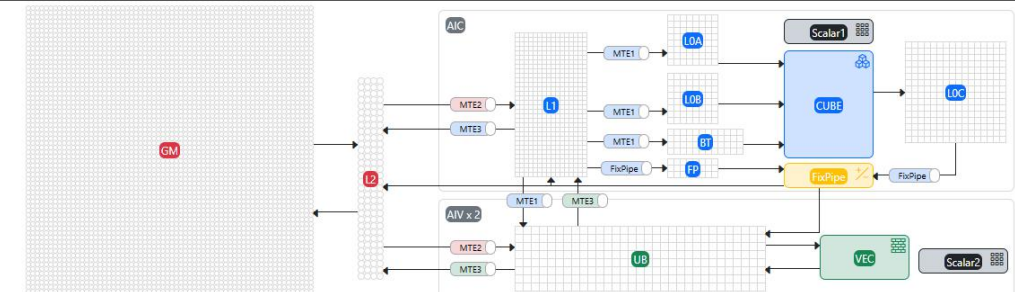 AIC
Scalar1
L0A
MTE1
L0C
MTE2
L1
MTE1
L0B
CUBE
MTE3
MTE1
BT
GM
FixPipe
FP
FixPipe
FixPipe
L2
MTE1
MTE3
AIV x 2
MTE2
UB
VEC
Scalar2
MTE3